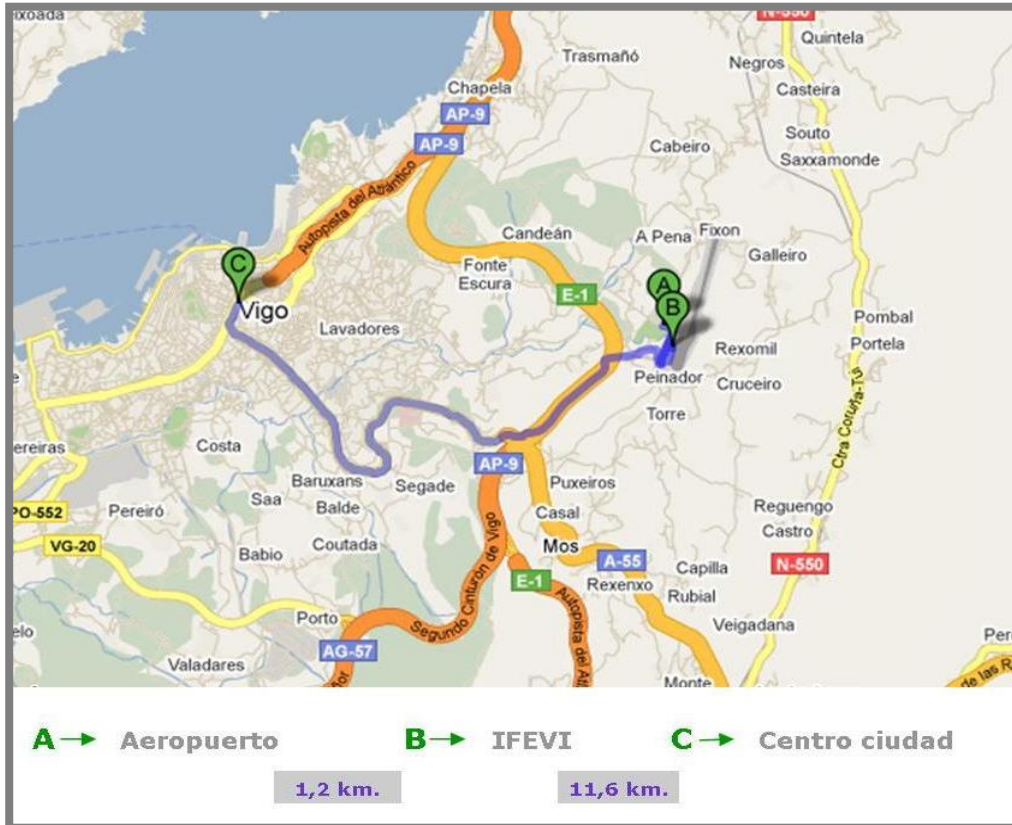 N-550
Quintela
Trasmañó
Negros
Casteira
Chapela
AP-9
AP-9
Souto
Cabeiro
Saxxamonde
Autopista del Atlántico
Candeán
A Pena
Fixon
Galleiro
Fonte
Escura
C
A
E-1
B
Vigo
Lavadores
Pombal
Portela
Rexomil
Peinador
Cruceiro
Torre
Ctra Coruña-Tui
Costa
AP-9
Baruxans
Segade
Puxeiros
Saa
Balde
Reguengo
Pereiró
Casal
Castro
PO-552
VG-20
Babio
Coutada
Mos
A-55
N-550
Capilla
E-1
Rexenxo
Rubial
Segundo Cinturón de Vigo
Porto
Veigadana
AG-57
Valadares
Autopista del Atl
Monte
de las R
A → Aeropuerto B → IFEVI C → Centro ciudad
1,2 km. 11,6 km.